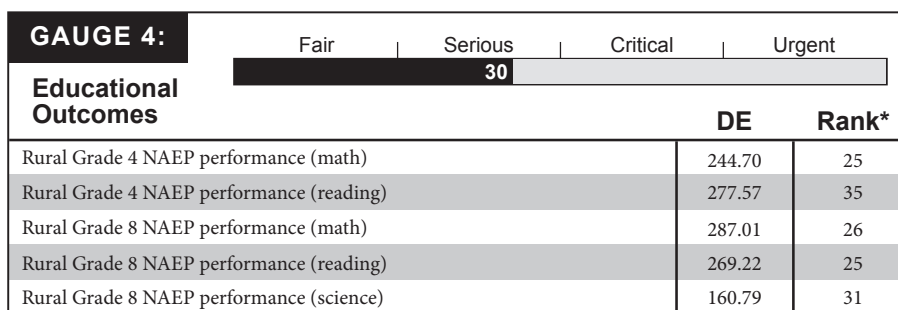 GAUGE 4:
Fair | Serious | Critical | Urgent
30
Educational
Outcomes
DE Rank*
Rural Grade 4 NAEP performance (math) 244.70 25
Rural Grade 4 NAEP performance (reading) 277.57 35
Rural Grade 8 NAEP performance (math) 287.01 26
Rural Grade 8 NAEP performance (reading) 269.22 25
Rural Grade 8 NAEP performance (science) 160.79 31